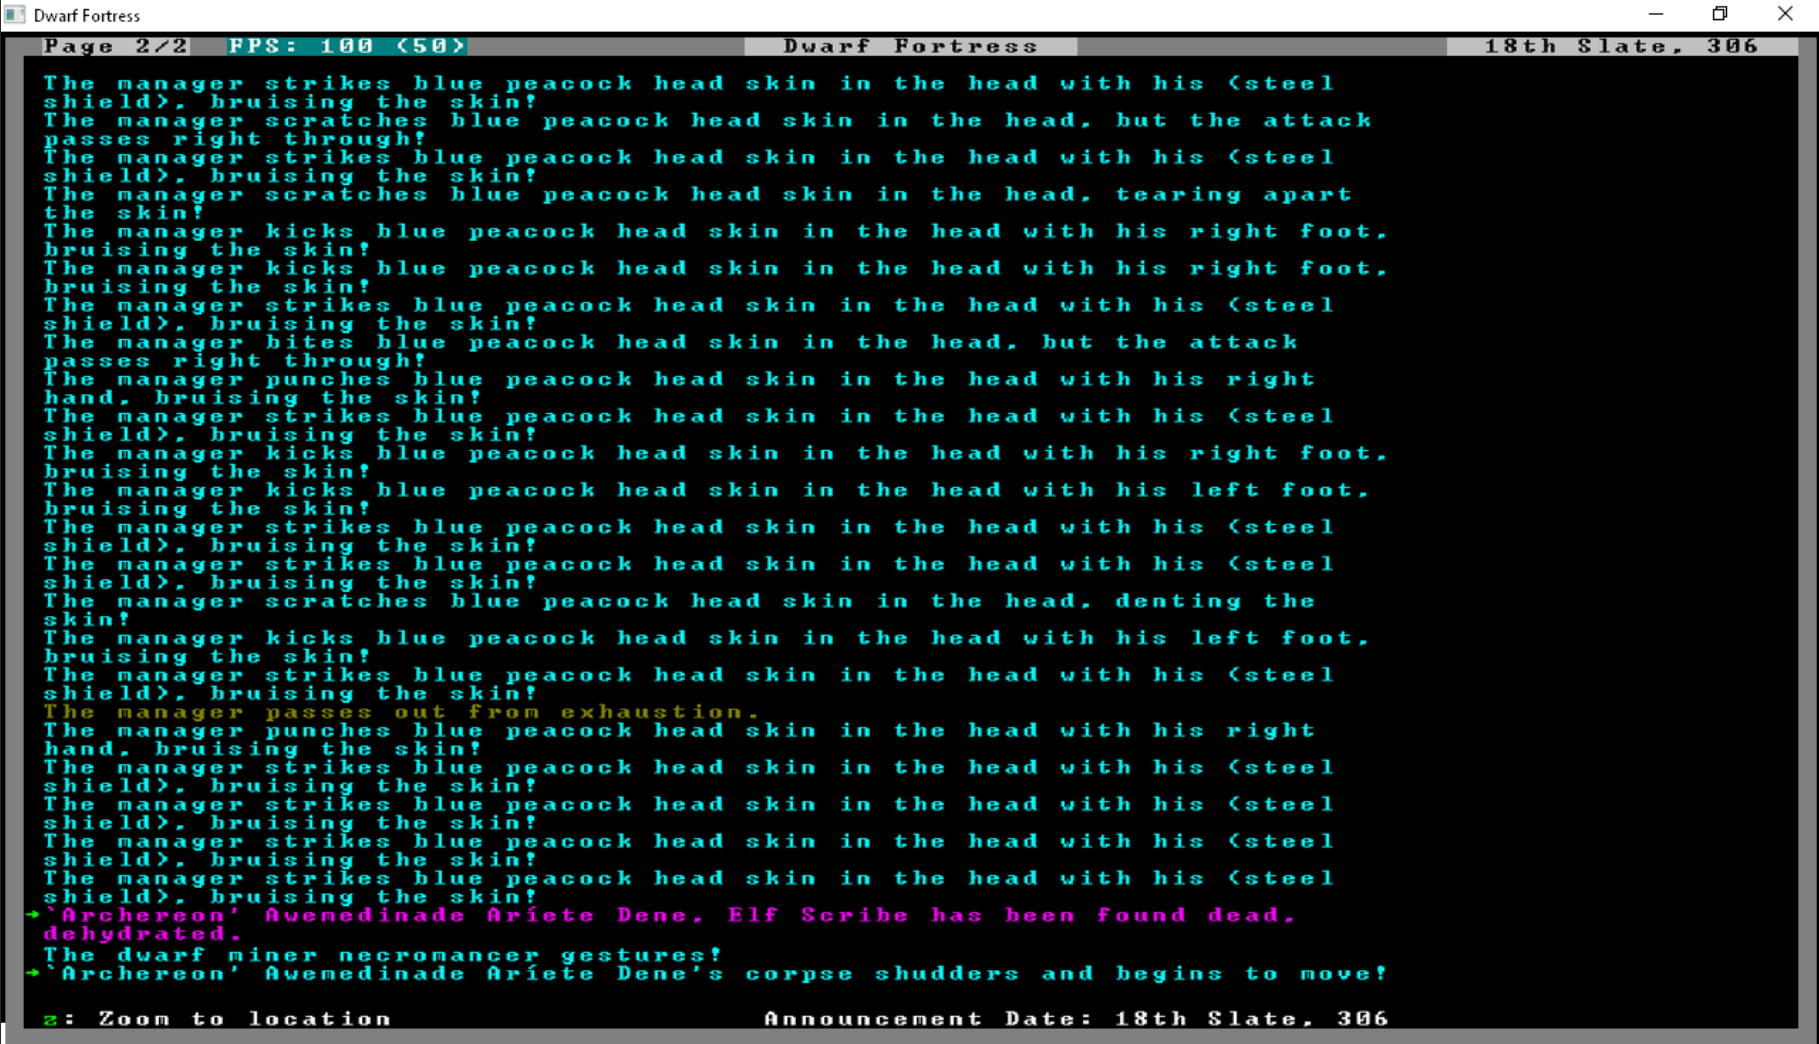 Dwarf Fortress
Page 2/2 FPS: 100 (50) Dwarf Fortress 18th Slate, 306
The manager strikes blue peacock head skin in the head with his (steel
shield), bruising the skin!
The manager scratches blue peacock head skin in the head, but the attack
passes right through!
The manager strikes blue peacock head skin in the head with his (steel
shield), bruising the skin!
The manager scratches blue peacock head skin in the head, tearing apart
the skin!
The manager kicks blue peacock head skin in the head with his right foot,
bruising the skin!
The manager kicks blue peacock head skin in the head with his right foot,
bruising the skin!
The manager strikes blue peacock head skin in the head with his (steel
shield), bruising the skin!
The manager bites blue peacock head skin in the head, but the attack
passes right through!
The manager punches blue peacock head skin in the head with his right
hand, bruising the skin!
The manager strikes blue peacock head skin in the head with his (steel
shield), bruising the skin!
The manager kicks blue peacock head skin in the head with his right foot,
bruising the skin!
The manager kicks blue peacock head skin in the head with his left foot,
bruising the skin!
The manager strikes blue peacock head skin in the head with his (steel
shield), bruising the skin!
The manager strikes blue peacock head skin in the head with his (steel
shield), bruising the skin!
The manager scratches blue peacock head skin in the head, denting the
skin!
The manager kicks blue peacock head skin in the head with his left foot,
bruising the skin!
The manager strikes blue peacock head skin in the head with his (steel
shield), bruising the skin!
The manager passes out from exhaustion.
The manager punches blue peacock head skin in the head with his right
hand, bruising the skin!
The manager strikes blue peacock head skin in the head with his (steel
shield), bruising the skin!
The manager strikes blue peacock head skin in the head with his (steel
shield), bruising the skin!
The manager strikes blue peacock head skin in the head with his (steel
shield), bruising the skin!
The manager strikes blue peacock head skin in the head with his (steel
shield), bruising the skin!
`Archereon' Awemedinade Aríete Dene, Elf Scribe has been found dead,
dehydrated.
The dwarf miner necromancer gestures!
`Archereon' Awemedinade Aríete Dene's corpse shudders and begins to move!
z: Zoom to location Announcement Date: 18th Slate, 306